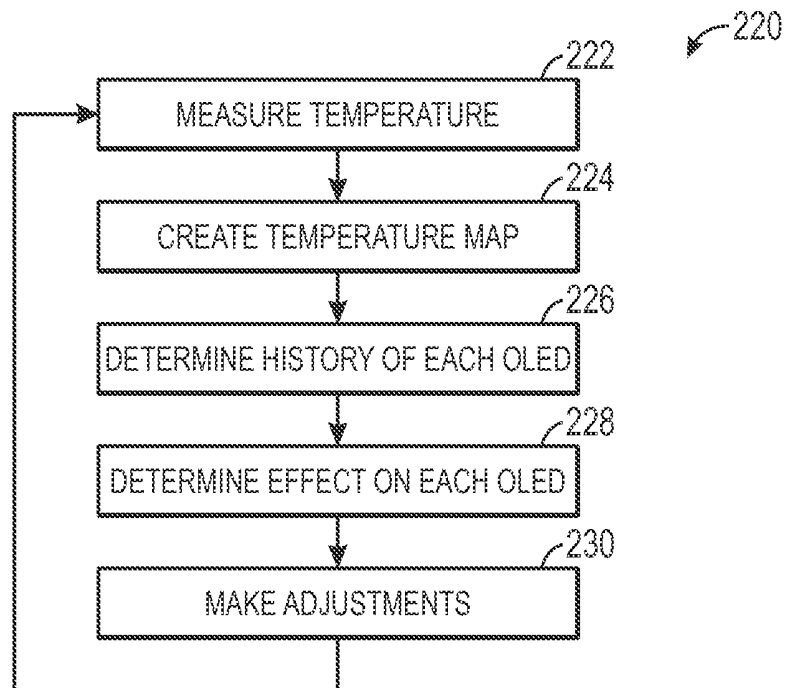 220
222
MEASURE TEMPERATURE
224
CREATE TEMPERATURE MAP
226
DETERMINE HISTORY OF EACH OLED
228
DETERMINE EFFECT ON EACH OLED
230
MAKE ADJUSTMENTS